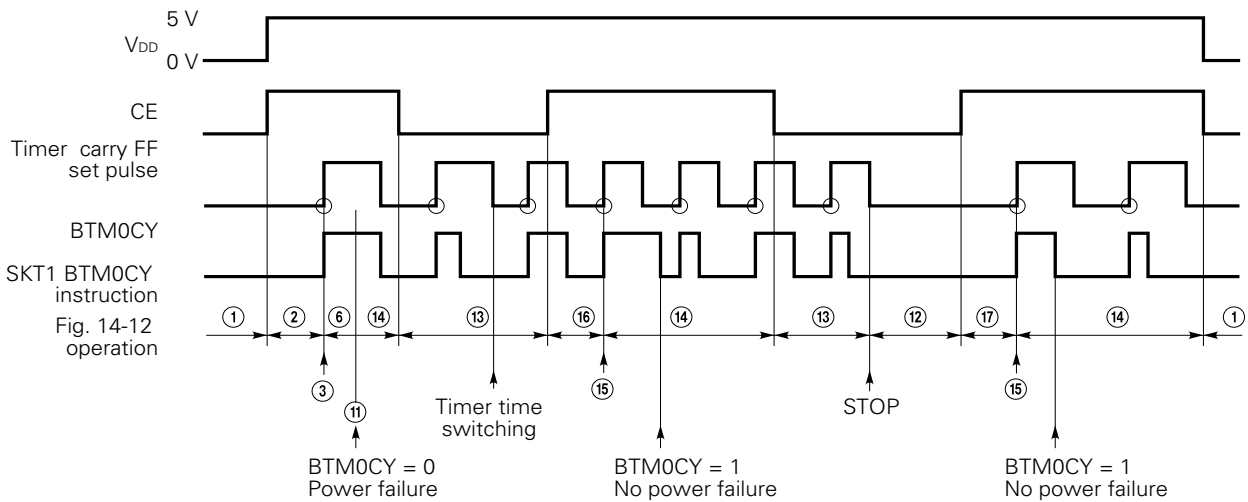 5 V
VDD
0 V
CE
Timer carry FF
set pulse
BTM0CY
SKT1 BTM0CY
instruction
Fig. 14-12
operation
① ② ⑥ ⑭ ⑬ ⑯ ⑭ ⑬ ⑫ ⑰ ⑭ ①
③ ⑪ ⑮ ⑮
Timer time
switching
STOP
BTM0CY = 0
Power failure
BTM0CY = 1
No power failure
BTM0CY = 1
No power failure